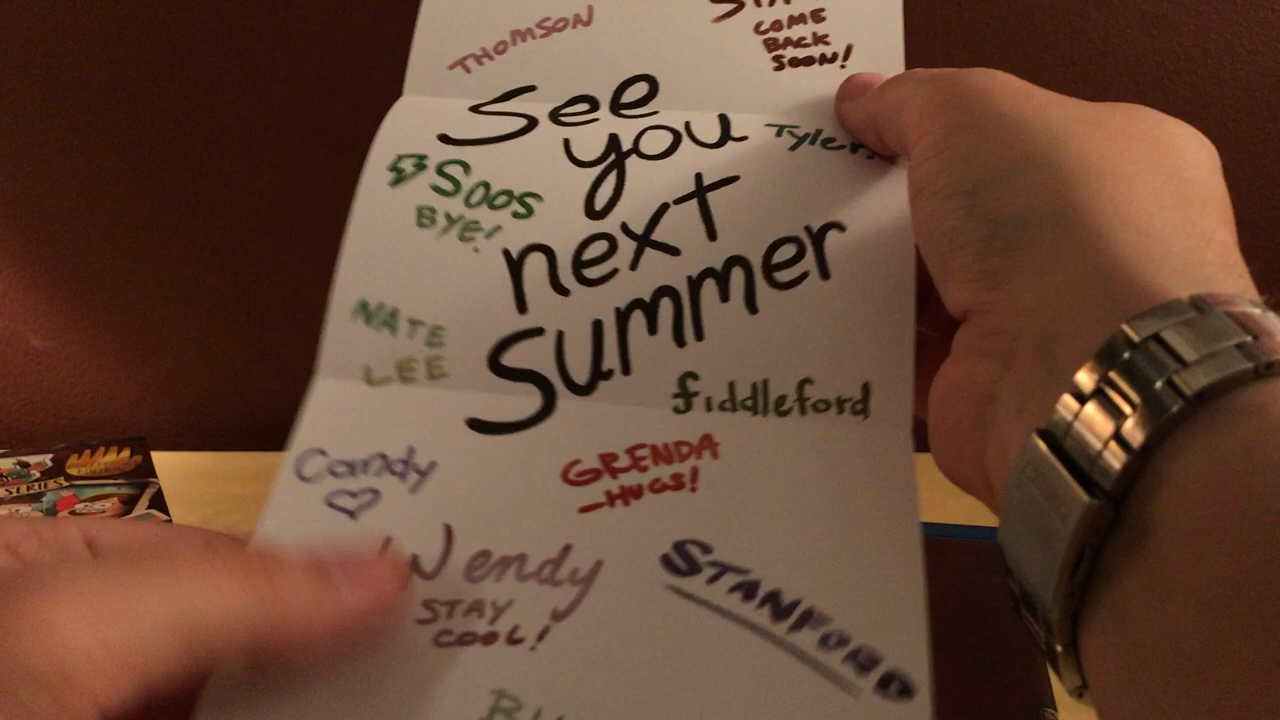 THOMSON
COME
BACK
SOON!
See
you
Tyler
Soos
BYE!
next
summer
NATE
LEE
fiddleford
Candy
GRENDA
-HUGS!
Wendy
STAY
COOL!
STANFORD
SERIES